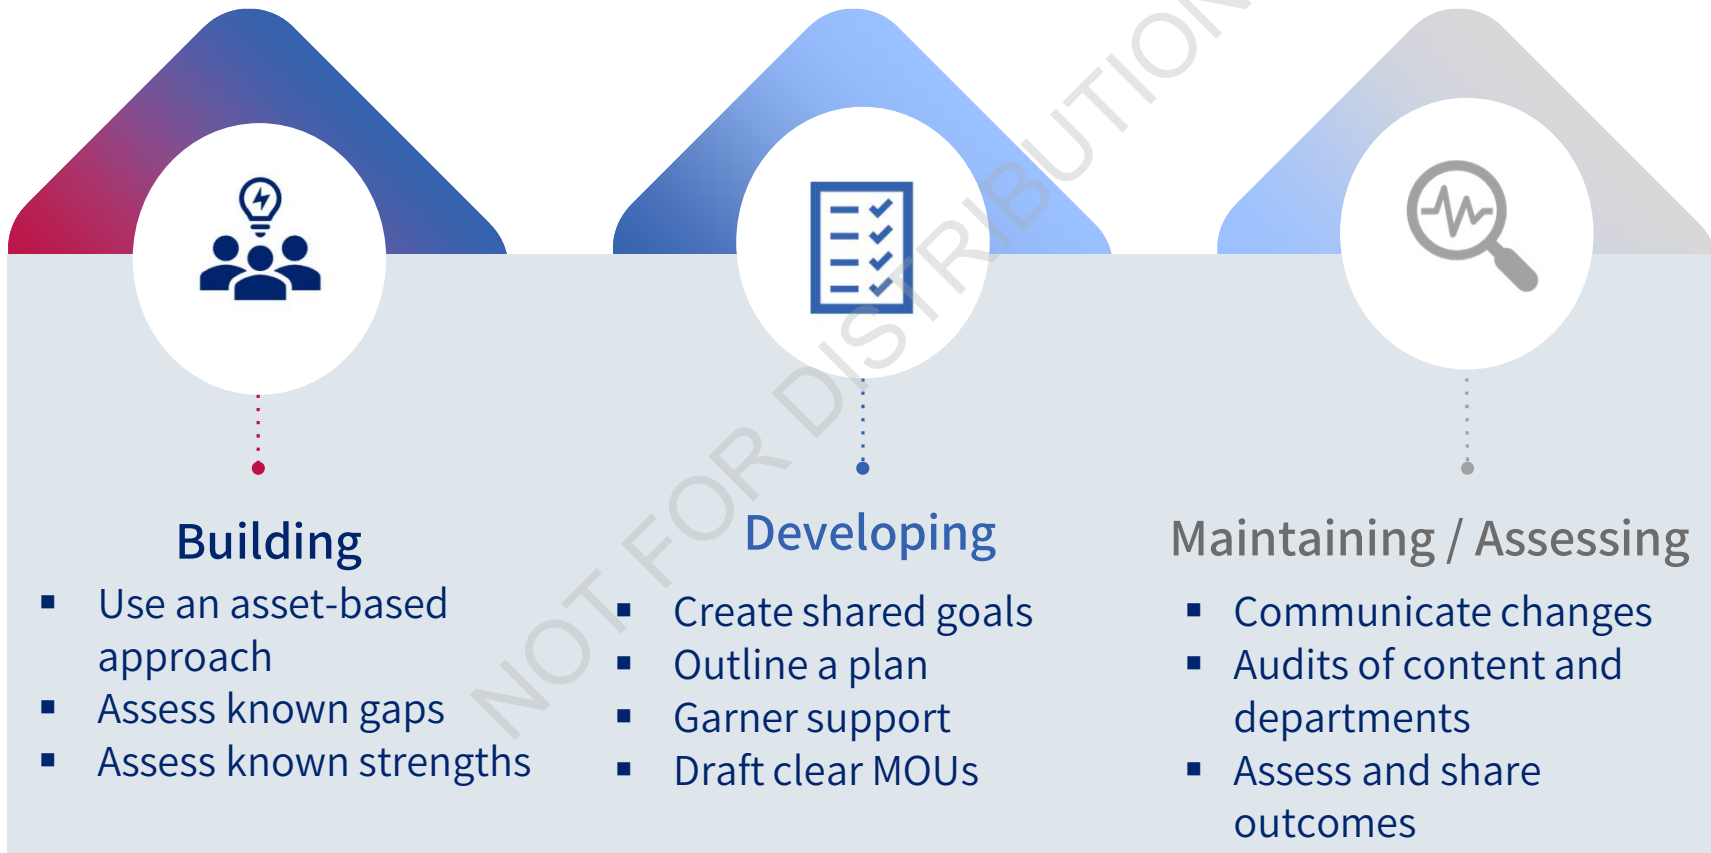 NOT FOR DISTRIBUTION
Building
▪ Use an asset-based
approach
▪ Assess known gaps
▪ Assess known strengths
Developing
▪ Create shared goals
▪ Outline a plan
▪ Garner support
▪ Draft clear MOUs
Maintaining / Assessing
▪ Communicate changes
▪ Audits of content and
departments
▪ Assess and share
outcomes